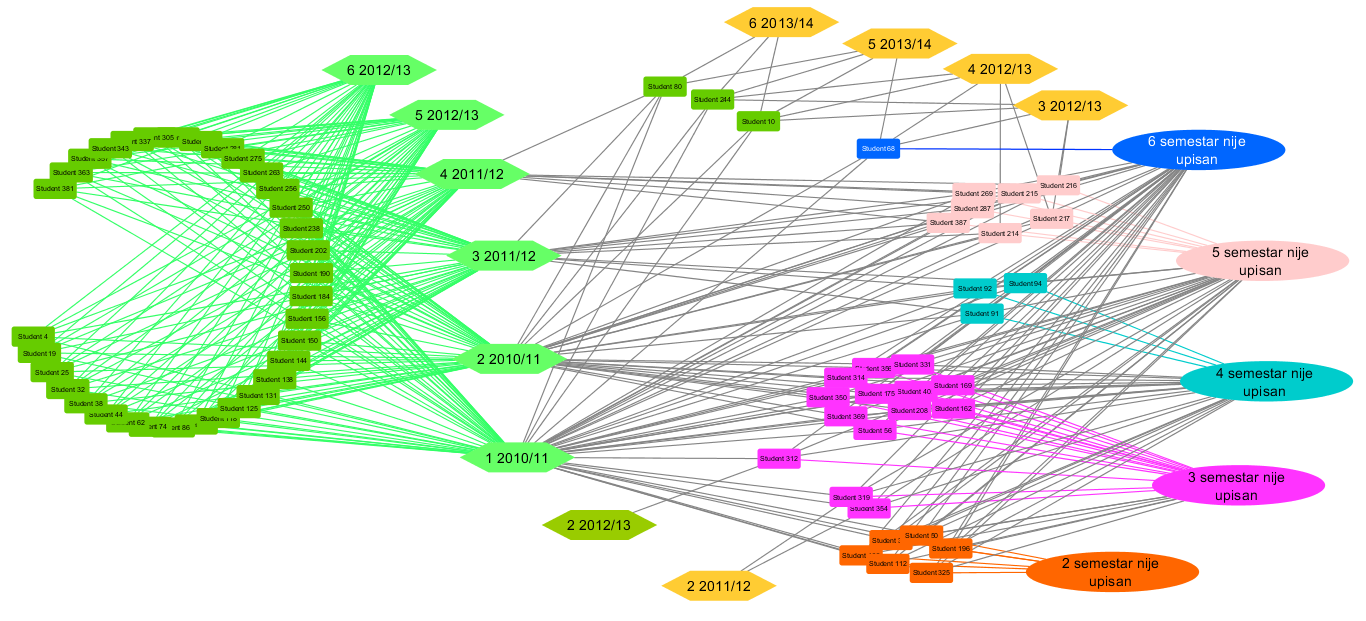 6 2013/14
5 2013/14
6 2012/13
4 2012/13
Student 80
Student 244
3 2012/13
5 2012/13
Student 10
Student 305
337
Student 343
Student 68
6 semestar nije
upisan
Student 275
Student 363
Student 263
4 2011/12
Student 381
Student 256
Student 216
Student 269
Student 215
Student 250
Student 287
Student 217
Student 387
Student 238
Student 214
Student 202
3 2011/12
5 semestar nije
upisan
Student 190
Student 94
Student 92
Student 184
Student 91
Student 156
Student 4
Student 150
Student 19
2 2010/11
Student 144
Student 331
Student 25
Student 314
4 semestar nije
upisan
Student 138
Student 169
Student 32
Student 175
Student 40
Student 131
Student 350
Student 38
Student 125
Student 208
Student 162
Student 44
Student 369
62
74
86
Student 56
1 2010/11
Student 312
3 semestar nije
upisan
Student 319
Student 354
2 2012/13
Student 50
Student 196
Student 112
Student 325
2 semestar nije
upisan
2 2011/12